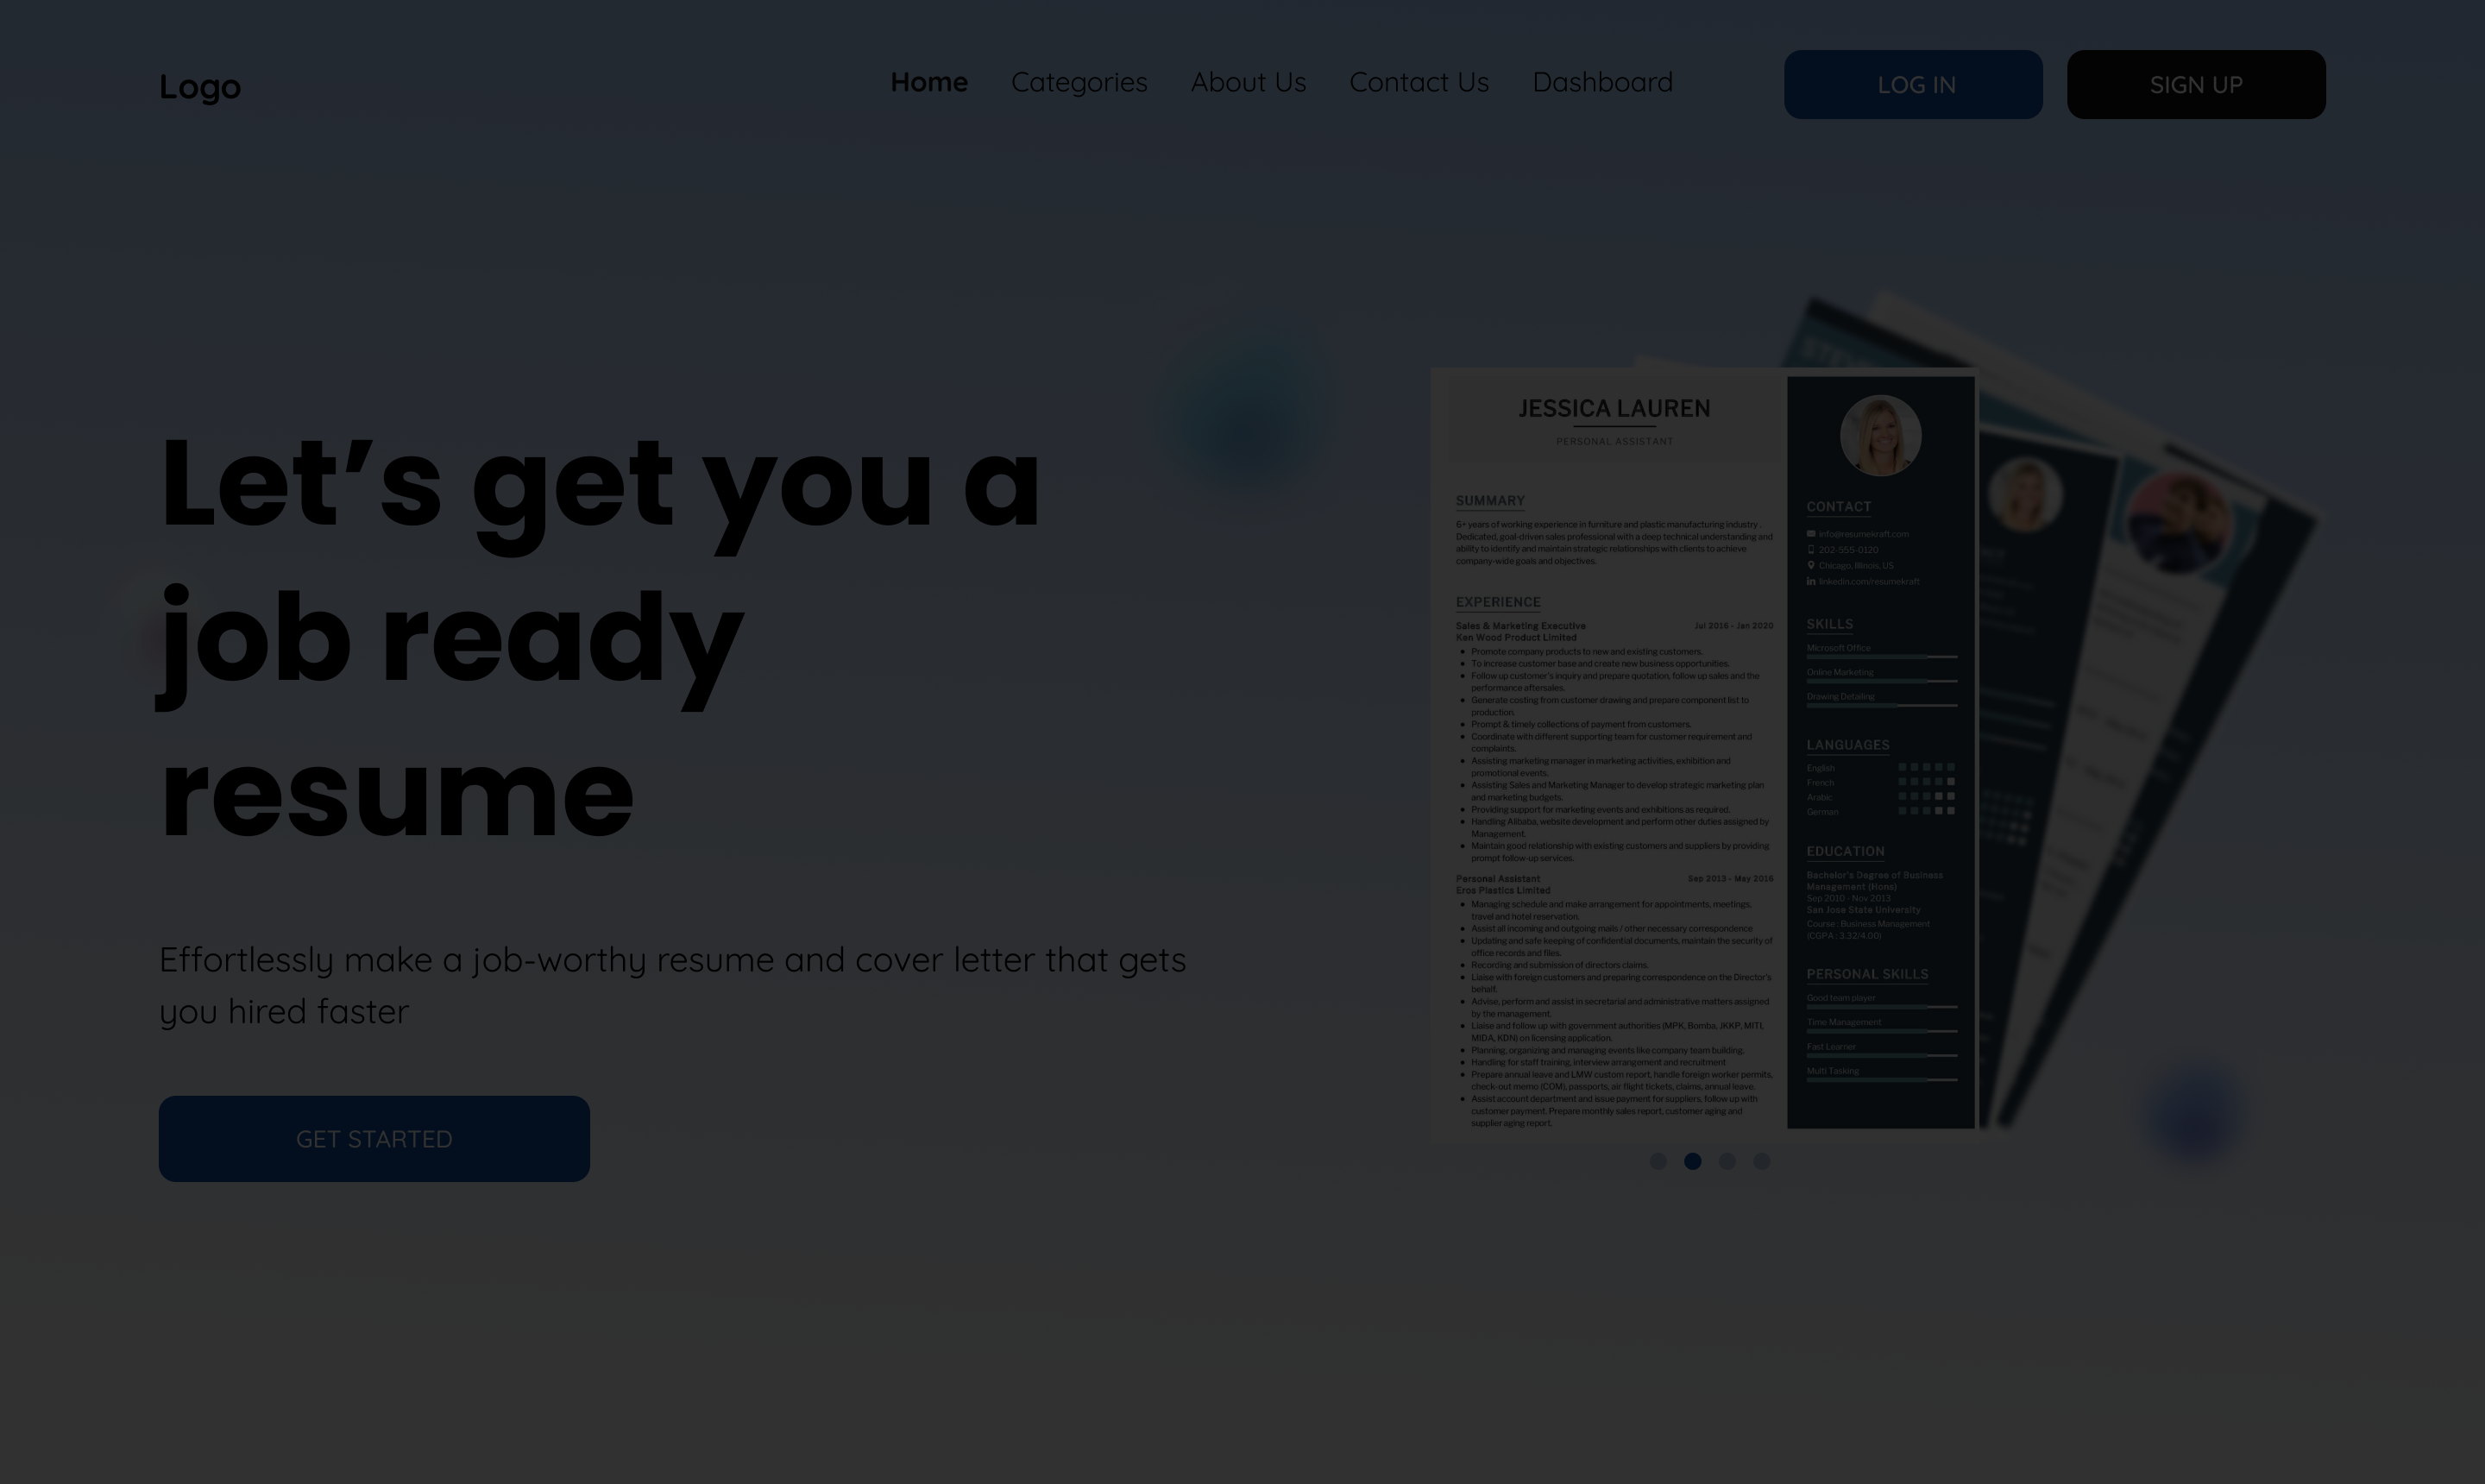 Logo
Home Categories About Us Contact Us Dashboard
LOG IN SIGN UP
Let’s get you a
job ready
resume
Effortlessly make a job-worthy resume and cover letter that gets
you hired faster
GET STARTED
JESSICA LAUREN
PERSONAL ASSISTANT
SUMMARY
6+ years of working experience in furniture and plastic manufacturing industry .
Dedicated, goal-driven sales professional with a deep technical understanding and
ability to identify and maintain strategic relationships with clients to achieve
company-wide goals and objectives.
EXPERIENCE
Sales & Marketing Executive Jul 2016 - Jan 2020
Ken Wood Product Limited
Promote company products to new and existing customers.
To increase customer base and create new business opportunities.
Follow up customer's inquiry and prepare quotation, follow up sales and the
performance aftersales.
Generate costing from customer drawing and prepare component list to
production.
Prompt & timely collections of payment from customers.
Coordinate with different supporting team for customer requirement and
complaints.
Assisting marketing manager in marketing activities, exhibition and
promotional events.
Assisting Sales and Marketing Manager to develop strategic marketing plan
and marketing budgets.
Providing support for marketing events and exhibitions as required.
Handling Alibaba, website development and perform other duties assigned by
Management.
Maintain good relationship with existing customers and suppliers by providing
prompt follow-up services.
Personal Assistant Sep 2013 - May 2016
Eros Plastics Limited
Managing schedule and make arrangement for appointments, meetings,
travel and hotel reservation.
Assist all incoming and outgoing mails / other necessary correspondence
Updating and safe keeping of confidential documents, maintain the security of
office records and files.
Recording and submission of directors claims.
Liaise with foreign customers and preparing correspondence on the Director's
behalf.
Advise, perform and assist in secretarial and administrative matters assigned
by the management.
Liaise and follow up with government authorities (MPK, Bomba, JKKP, MITI,
MIDA, KDN) on licensing application.
Planning, organizing and managing events like company team building.
Handling for staff training, interview arrangement and recruitment
Prepare annual leave and LMW custom report, handle foreign worker permits,
check-out memo (COM), passports, air flight tickets, claims, annual leave.
Assist account department and issue payment for suppliers, follow up with
customer payment. Prepare monthly sales report, customer aging and
supplier aging report.
CONTACT
info@resumekraft.com
202-555-0120
Chicago, Illinois, US
linkedin.com/resumekraft
SKILLS
Microsoft Office
Online Marketing
Drawing Detailing
LANGUAGES
English
French
Arabic
German
EDUCATION
Bachelor's Degree of Business
Management (Hons)
Sep 2010 - Nov 2013
San Jose State University
Course : Business Management
(CGPA : 3.32/4.00)
PERSONAL SKILLS
Good team player
Time Management
Fast Learner
Multi Tasking